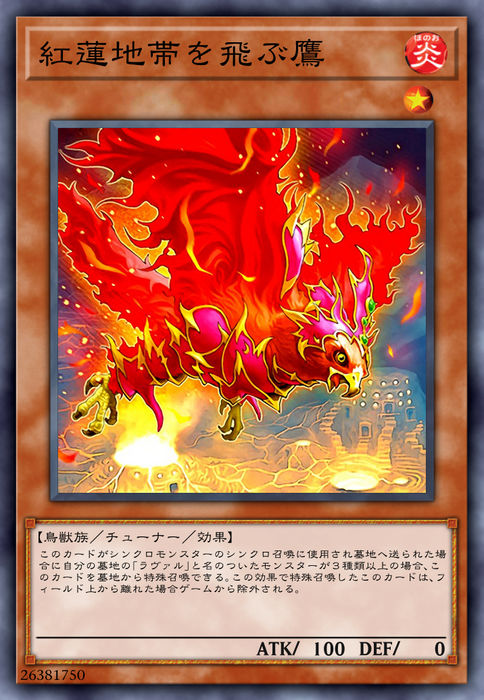 紅蓮地帯を飛ぶ鷹
ほのお
炎
【鳥獣族／チューナー／効果】
このカードがシンクロモンスターのシンクロ召喚に使用され墓地へ送られた場
合に自分の墓地の「ラヴァル」と名のついたモンスターが３種類以上の場合、こ
のカードを墓地から特殊召喚できる。この効果で特殊召喚したこのカードは、フ
ィールド上から離れた場合ゲームから除外される。
ATK/ 100 DEF/ 0
26381750